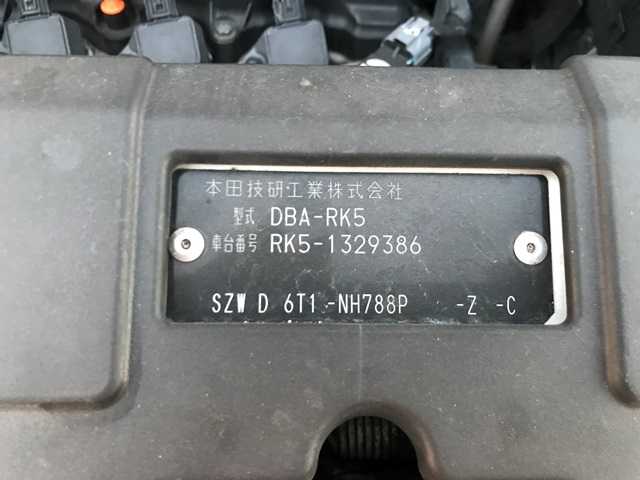 本田技研工業株式会社
型式 DBA-RK5
車台番号 RK5-1329386
SZW D 6T1 -NH788P -Z -C